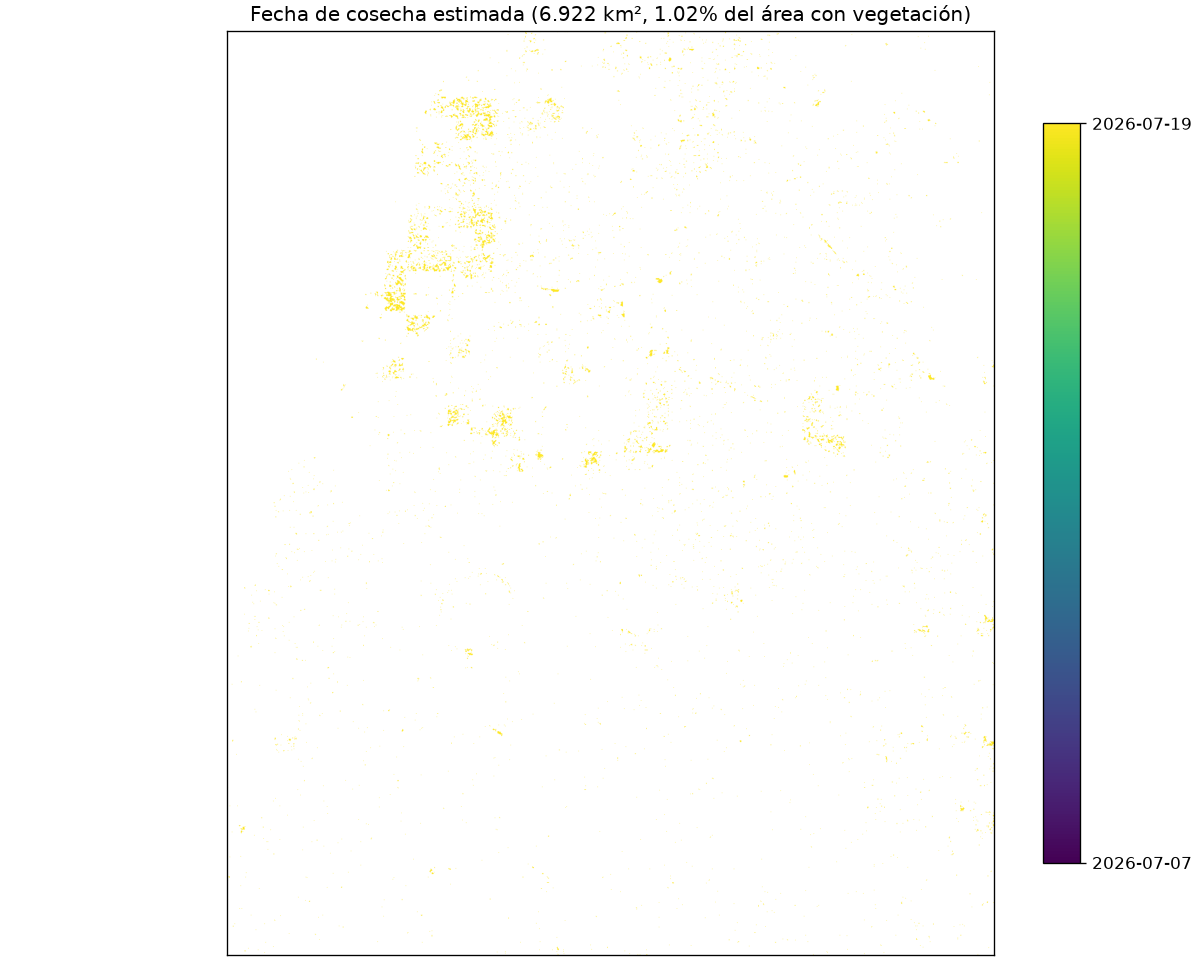 Fecha de cosecha estimada (6.922 km², 1.02% del área con vegetación)
2026-07-19
2026-07-07